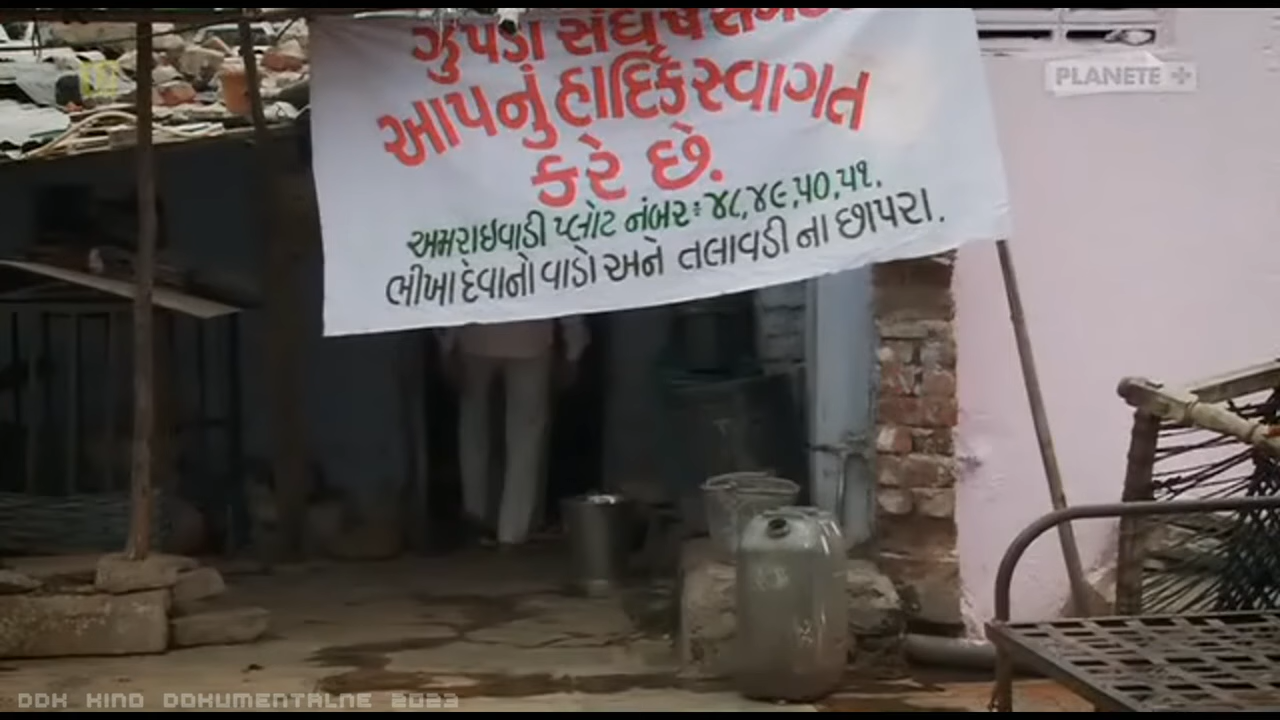 ઝુંપડા સંઘર્ષ
આપનું હાર્દિક સ્વાગત
કરે છે.
અમરાઇવાડી પ્લોટ નંબર: ૪૮,૪૯,૫૦,૫૧.
ભીખા દેવાનો વાડો અને તલાવડી ના છાપરા.
PLANETE +
DDK KINO DOKUMENTALNE 2023